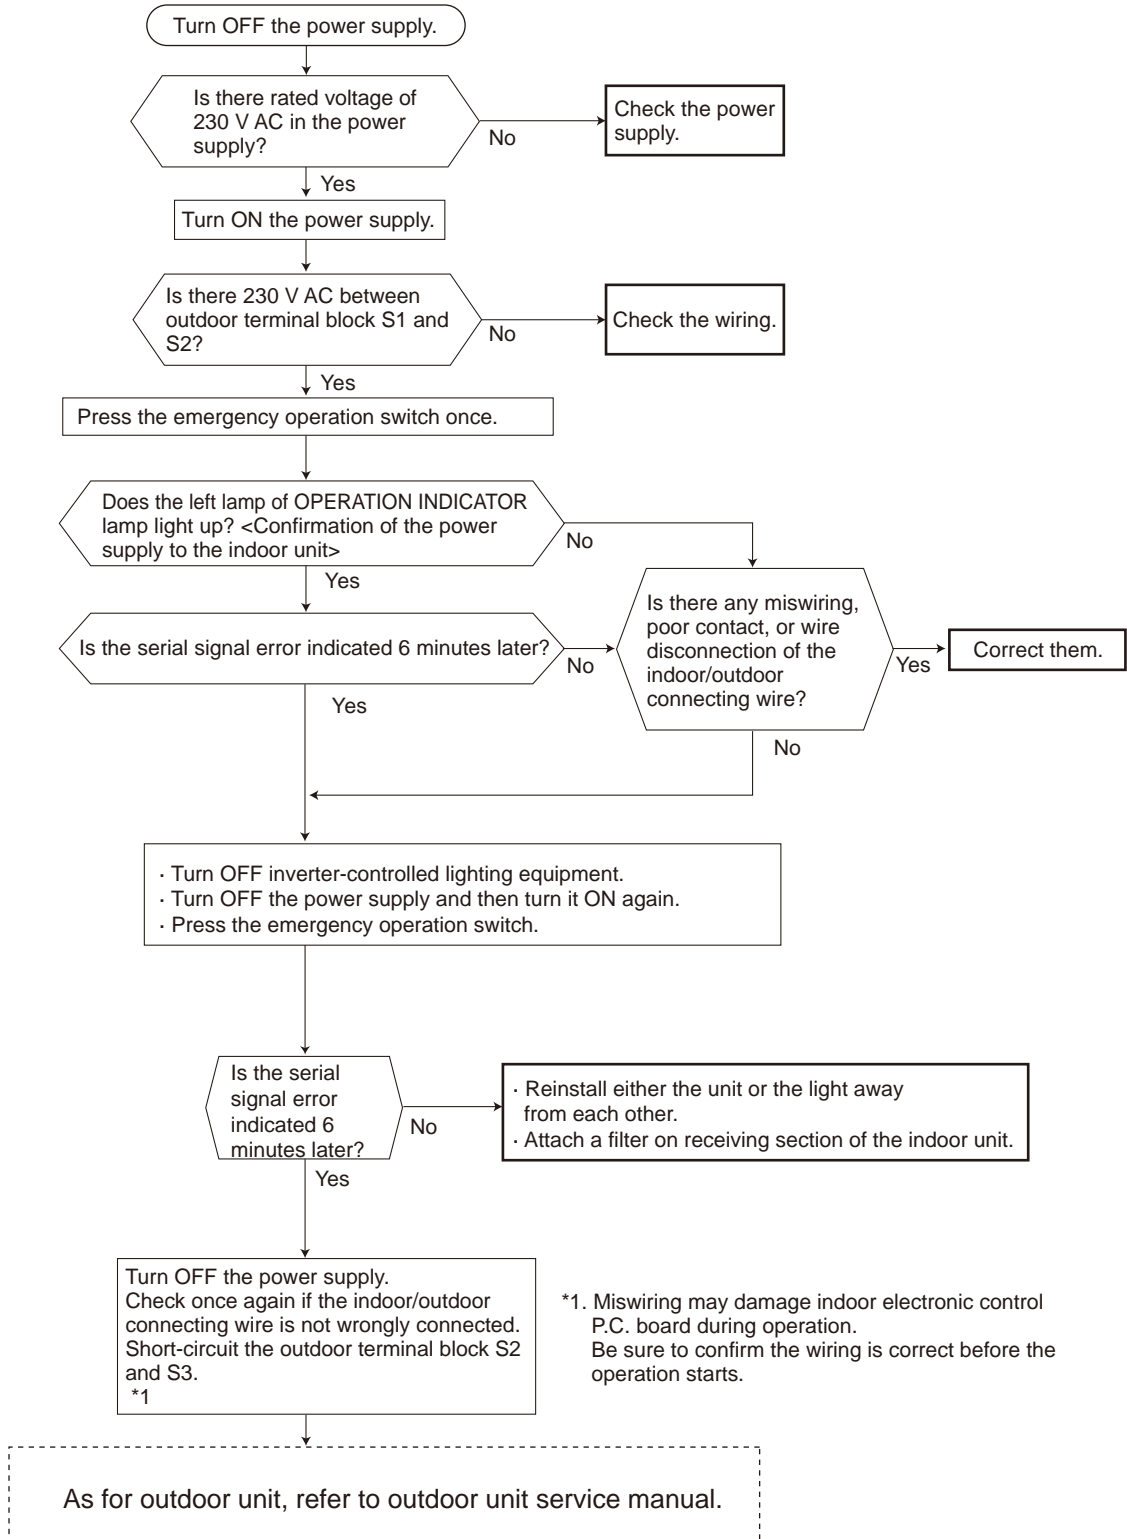 Turn OFF the power supply.
Is there rated voltage of
230 V AC in the power
supply?
No
Check the power
supply.
Yes
Turn ON the power supply.
Is there 230 V AC between
outdoor terminal block S1 and
S2?
No
Check the wiring.
Yes
Press the emergency operation switch once.
Does the left lamp of OPERATION INDICATOR
lamp light up? <Confirmation of the power
supply to the indoor unit>
No
Yes
Is the serial signal error indicated 6 minutes later?
No
Is there any miswiring,
poor contact, or wire
disconnection of the
indoor/outdoor
connecting wire?
Yes
Correct them.
Yes
No
· Turn OFF inverter-controlled lighting equipment.
· Turn OFF the power supply and then turn it ON again.
· Press the emergency operation switch.
Is the serial
signal error
indicated 6
minutes later?
No
· Reinstall either the unit or the light away
from each other.
· Attach a filter on receiving section of the indoor unit.
Yes
Turn OFF the power supply.
Check once again if the indoor/outdoor
connecting wire is not wrongly connected.
Short-circuit the outdoor terminal block S2
and S3.
*1
*1. Miswiring may damage indoor electronic control
P.C. board during operation.
Be sure to confirm the wiring is correct before the
operation starts.
As for outdoor unit, refer to outdoor unit service manual.